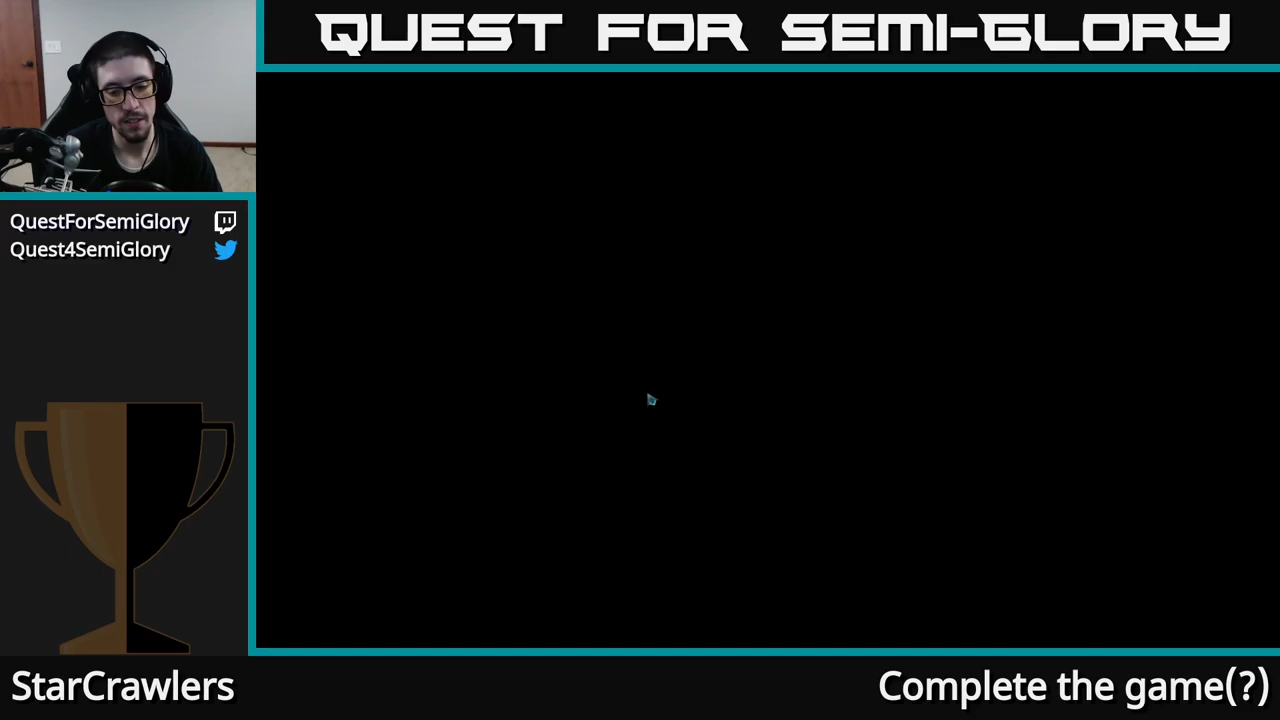 QUEST FOR SEMI-GLORY
QuestForSemiGlory
Quest4SemiGlory
StarCrawlers
Complete the game(?)